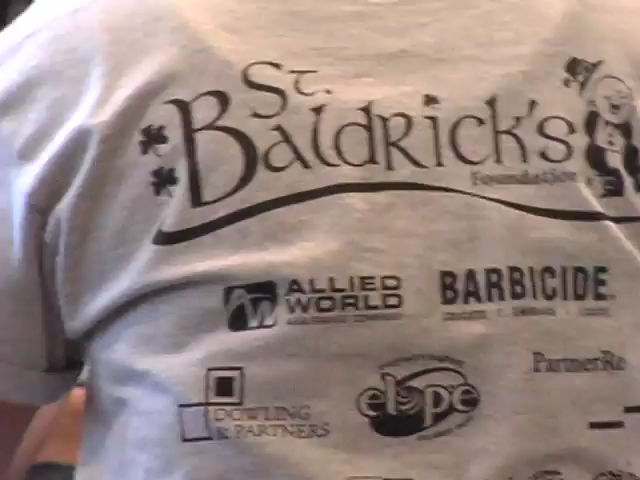 St.
Baldrick's
Foundation
ALLIED
WORLD
BARBICIDE
DOWLING
& PARTNERS
elope
PartnerRe